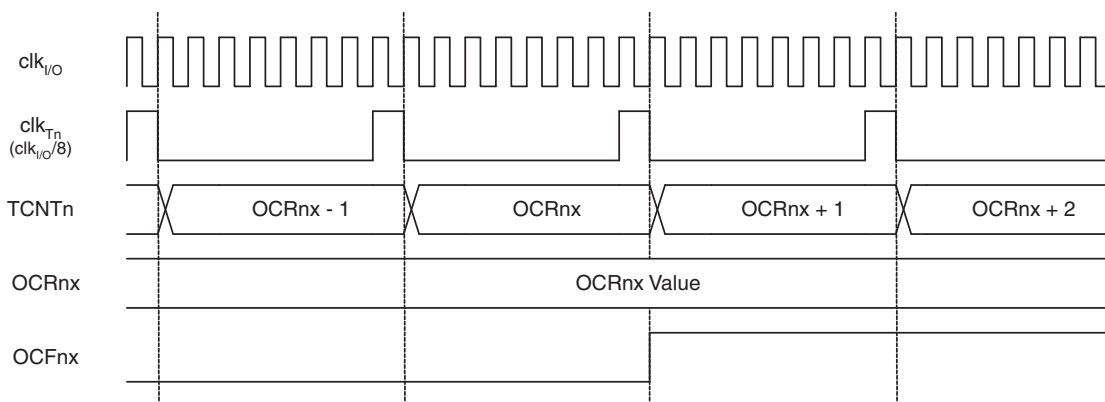 clkI/O
clkTn
(clkI/O/8)
TCNTn OCRnx - 1 OCRnx OCRnx + 1 OCRnx + 2
OCRnx OCRnx Value
OCFnx